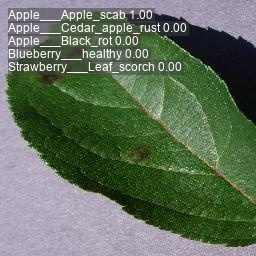 Apple___Apple_scab 1.00
Apple___Cedar_apple_rust 0.00
Apple___Black_rot 0.00
Blueberry___healthy 0.00
Strawberry___Leaf_scorch 0.00